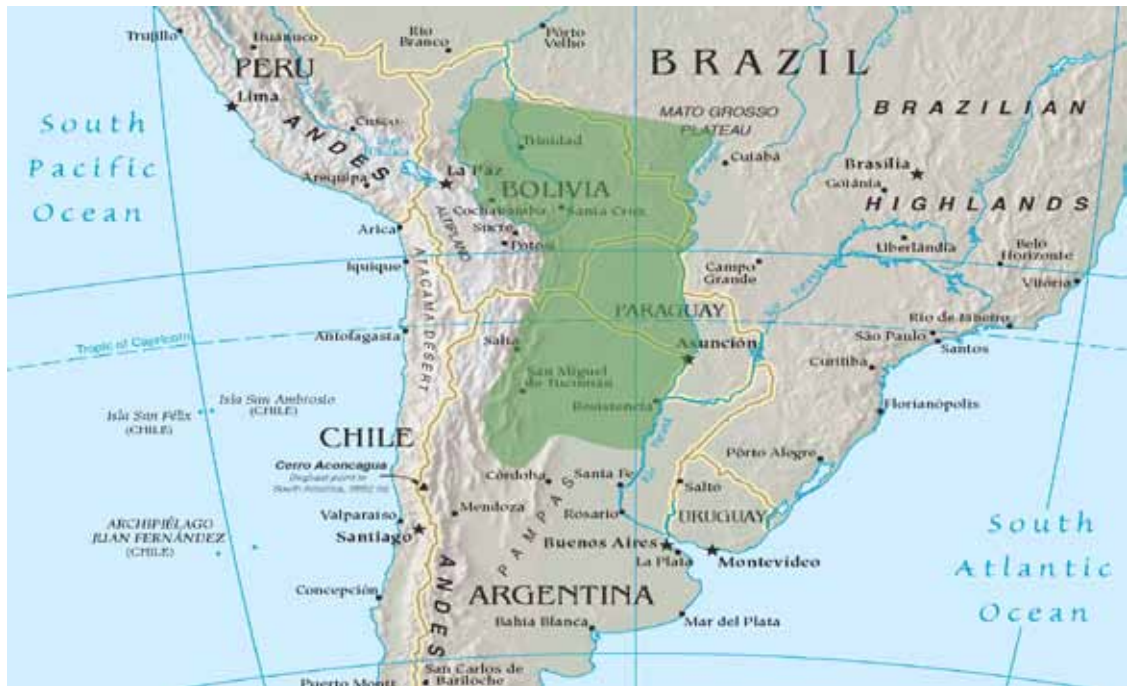 Trujillo
Huánuco
Río
Branco
Pôrto
Velho
BRAZIL
PERU
Lima
MATO GROSSO
PLATEAU
BRAZILIAN
South
Pacific
Ocean
ANDES
Cusco
Trinidad
Cuiabá
Brasília
Arequipa
La Paz
BOLIVIA
Goiânia
HIGHLANDS
Cochabamba
Santa Cruz
Arica
ALTIPLANO
Sucre
Potosí
Uberlândia
Belo
Horizonte
Iquique
Campo
Grande
Vitória
ATACAMA DESERT
PARAGUAY
Rio de Janeiro
Antofagasta
São Paulo
Santos
Tropic of Capricorn
Salta
Asunción
Curitiba
San Miguel
de Tucumán
Isla San Félix
(CHILE)
Isla San Ambrosio
(CHILE)
Resistencia
Florianópolis
CHILE
Pôrto Alegre
Cerro Aconcagua
Córdoba
Santa Fe
Salto
Valparaíso
Mendoza
PAMPAS
Rosario
URUGUAY
ARCHIPIÉLAGO
JUAN FERNÁNDEZ
(CHILE)
Santiago
Buenos Aires
La Plata
Montevideo
South
Atlantic
Ocean
Concepción
ANDES
ARGENTINA
Bahía Blanca
Mar del Plata
San Carlos de
Bariloche
Puerto Montt